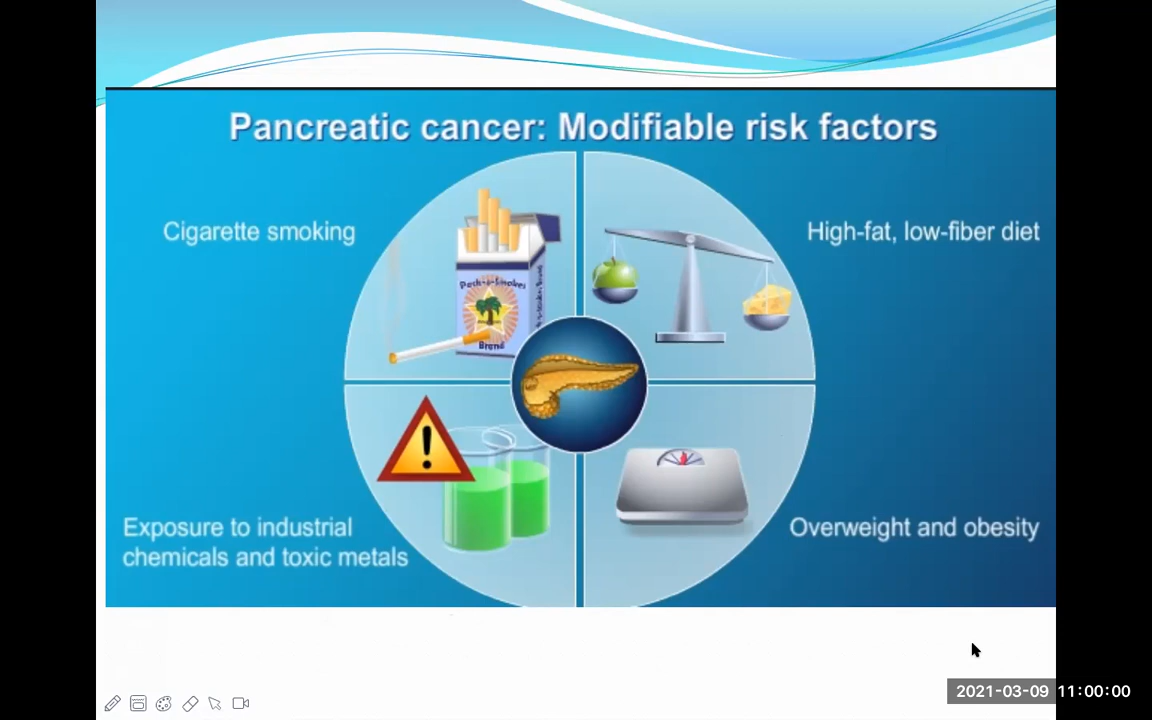 Pancreatic cancer: Modifiable risk factors
Cigarette smoking
High-fat, low-fiber diet
Brand
Exposure to industrial
chemicals and toxic metals
Overweight and obesity
2021-03-09 11:00:00